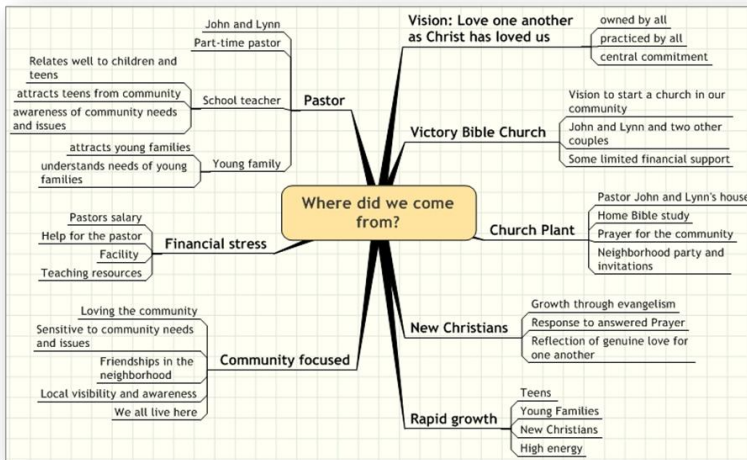 Where did we come
from?
Vision: Love one another
as Christ has loved us
owned by all
practiced by all
central commitment
Victory Bible Church
Vision to start a church in our
community
John and Lynn and two other
couples
Some limited financial support
Church Plant
Pastor John and Lynn's house
Home Bible study
Prayer for the community
Neighborhood party and
invitations
New Christians
Growth through evangelism
Response to answered Prayer
Reflection of genuine love for
one another
Rapid growth
Teens
Young Families
New Christians
High energy
Pastor
John and Lynn
Part-time pastor
School teacher
Relates well to children and
teens
attracts teens from community
awareness of community needs
and issues
Young family
attracts young families
understands needs of young
families
Financial stress
Pastors salary
Help for the pastor
Facility
Teaching resources
Community focused
Loving the community
Sensitive to community needs
and issues
Friendships in the
neighborhood
Local visibility and awareness
We all live here